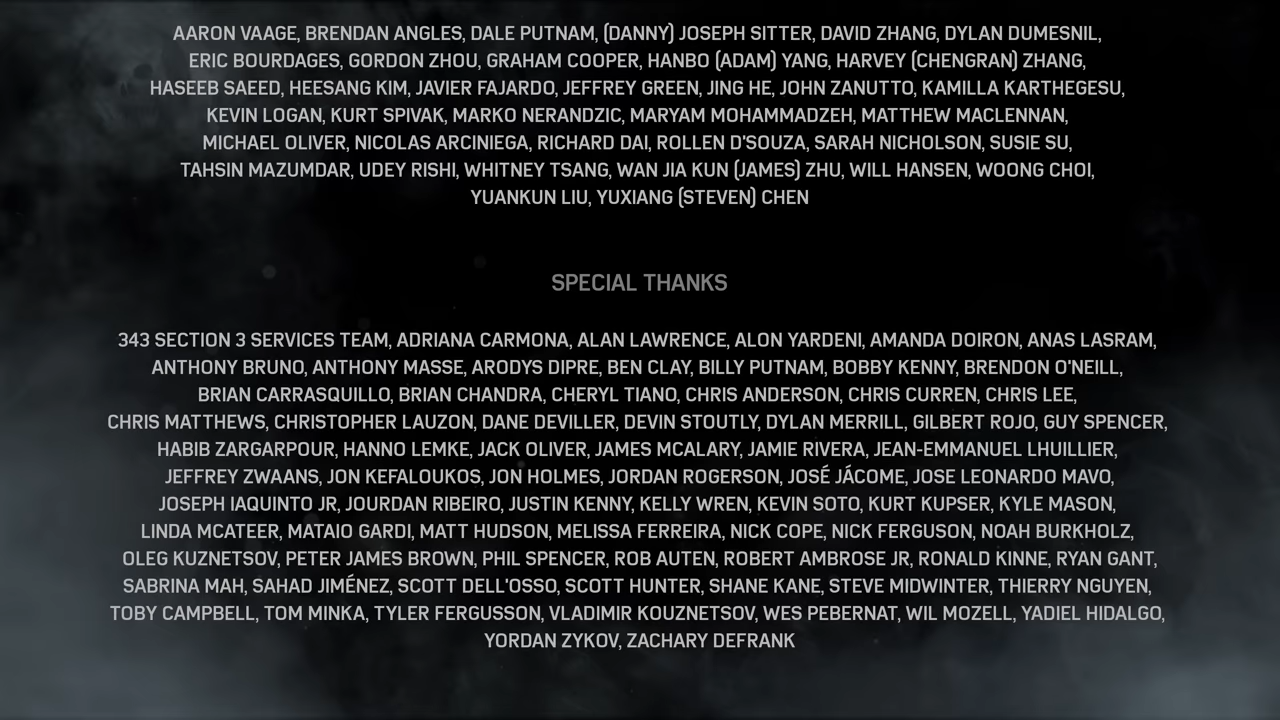 AARON VAAGE, BRENDAN ANGLES, DALE PUTNAM, (DANNY) JOSEPH SITTER, DAVID ZHANG, DYLAN DUMESNIL,
ERIC BOURDAGES, GORDON ZHOU, GRAHAM COOPER, HANBO (ADAM) YANG, HARVEY (CHENGRAN) ZHANG,
HASEEB SAEED, HEESANG KIM, JAVIER FAJARDO, JEFFREY GREEN, JING HE, JOHN ZANUTTO, KAMILLA KARTHEGESU,
KEVIN LOGAN, KURT SPIVAK, MARKO NERANDZIC, MARYAM MOHAMMADZEH, MATTHEW MACLENNAN,
MICHAEL OLIVER, NICOLAS ARCINIEGA, RICHARD DAI, ROLLEN D'SOUZA, SARAH NICHOLSON, SUSIE SU,
TAHSIN MAZUMDAR, UDEY RISHI, WHITNEY TSANG, WAN JIA KUN (JAMES) ZHU, WILL HANSEN, WOONG CHOI,
YUANKUN LIU, YUXIANG (STEVEN) CHEN
SPECIAL THANKS
343 SECTION 3 SERVICES TEAM, ADRIANA CARMONA, ALAN LAWRENCE, ALON YARDENI, AMANDA DOIRON, ANAS LASRAM,
ANTHONY BRUNO, ANTHONY MASSE, ARODYS DIPRE, BEN CLAY, BILLY PUTNAM, BOBBY KENNY, BRENDON O'NEILL,
BRIAN CARRASQUILLO, BRIAN CHANDRA, CHERYL TIANO, CHRIS ANDERSON, CHRIS CURREN, CHRIS LEE,
CHRIS MATTHEWS, CHRISTOPHER LAUZON, DANE DEVILLER, DEVIN STOUTLY, DYLAN MERRILL, GILBERT ROJO, GUY SPENCER,
HABIB ZARGARPOUR, HANNO LEMKE, JACK OLIVER, JAMES MCALARY, JAMIE RIVERA, JEAN-EMMANUEL LHUILLIER,
JEFFREY ZWAANS, JON KEFALOUKOS, JON HOLMES, JORDAN ROGERSON, JOSÉ JÁCOME, JOSE LEONARDO MAVO,
JOSEPH IAQUINTO JR, JOURDAN RIBEIRO, JUSTIN KENNY, KELLY WREN, KEVIN SOTO, KURT KUPSER, KYLE MASON,
LINDA MCATEER, MATAIO GARDI, MATT HUDSON, MELISSA FERREIRA, NICK COPE, NICK FERGUSON, NOAH BURKHOLZ,
OLEG KUZNETSOV, PETER JAMES BROWN, PHIL SPENCER, ROB AUTEN, ROBERT AMBROSE JR, RONALD KINNE, RYAN GANT,
SABRINA MAH, SAHAD JIMÉNEZ, SCOTT DELL'OSSO, SCOTT HUNTER, SHANE KANE, STEVE MIDWINTER, THIERRY NGUYEN,
TOBY CAMPBELL, TOM MINKA, TYLER FERGUSSON, VLADIMIR KOUZNETSOV, WES PEBERNAT, WIL MOZELL, YADIEL HIDALGO,
YORDAN ZYKOV, ZACHARY DEFRANK